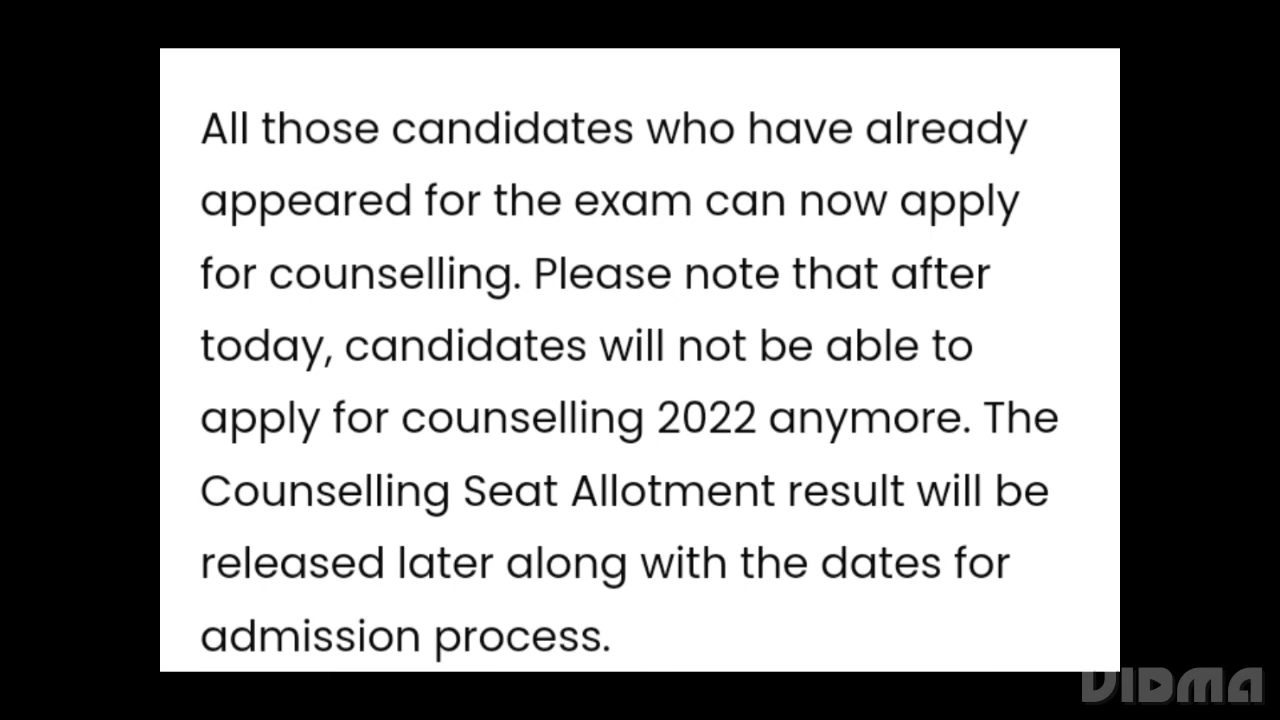 All those candidates who have already
appeared for the exam can now apply
for counselling. Please note that after
today, candidates will not be able to
apply for counselling 2022 anymore. The
Counselling Seat Allotment result will be
released later along with the dates for
admission process.
VIDMA